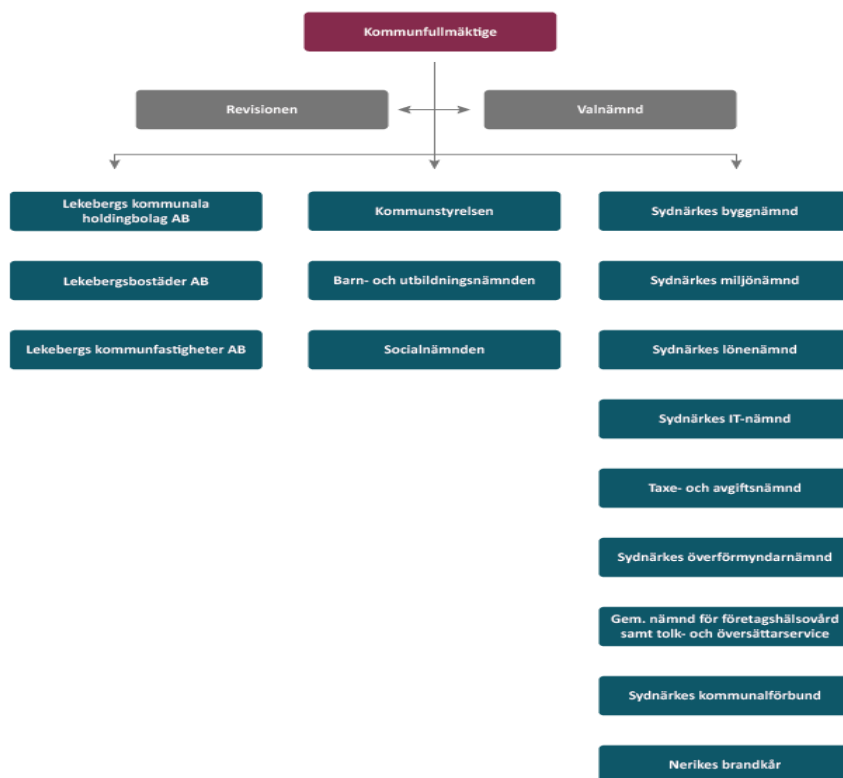 Kommunfullmäktige
Revisionen
Valnämnd
Lekebergs kommunala
holdingbolag AB
Kommunstyrelsen
Sydnärkes byggnämnd
Lekebergsbostäder AB
Barn- och utbildningsnämnden
Sydnärkes miljönämnd
Lekebergs kommunfastigheter AB
Socialnämnden
Sydnärkes lönenämnd
Sydnärkes IT-nämnd
Taxe- och avgiftsnämnd
Sydnärkes överförmyndarnämnd
Gem. nämnd för företagshälsovård
samt tolk- och översättarservice
Sydnärkes kommunalförbund
Nerikes brandkår